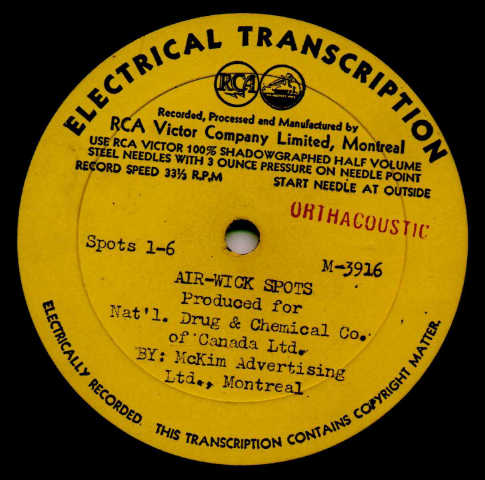 ELECTRICAL TRANSCRIPTION
RCA
Recorded, Processed and Manufactured by
RCA Victor Company Limited, Montreal
USE RCA VICTOR 100% SHADOWGRAPHED HALF VOLUME
STEEL NEEDLES WITH 3 OUNCE PRESSURE ON NEEDLE POINT
RECORD SPEED 33⅓ R.P.M START NEEDLE AT OUTSIDE
ORTHACOUSTIC
Spots 1-6 M-3916
AIR-WICK SPOTS
Produced for
Nat'l. Drug & Chemical Co.
of Canada Ltd.
BY: McKim Advertising
Ltd., Montreal
ELECTRICALLY RECORDED. THIS TRANSCRIPTION CONTAINS COPYRIGHT MATTER.